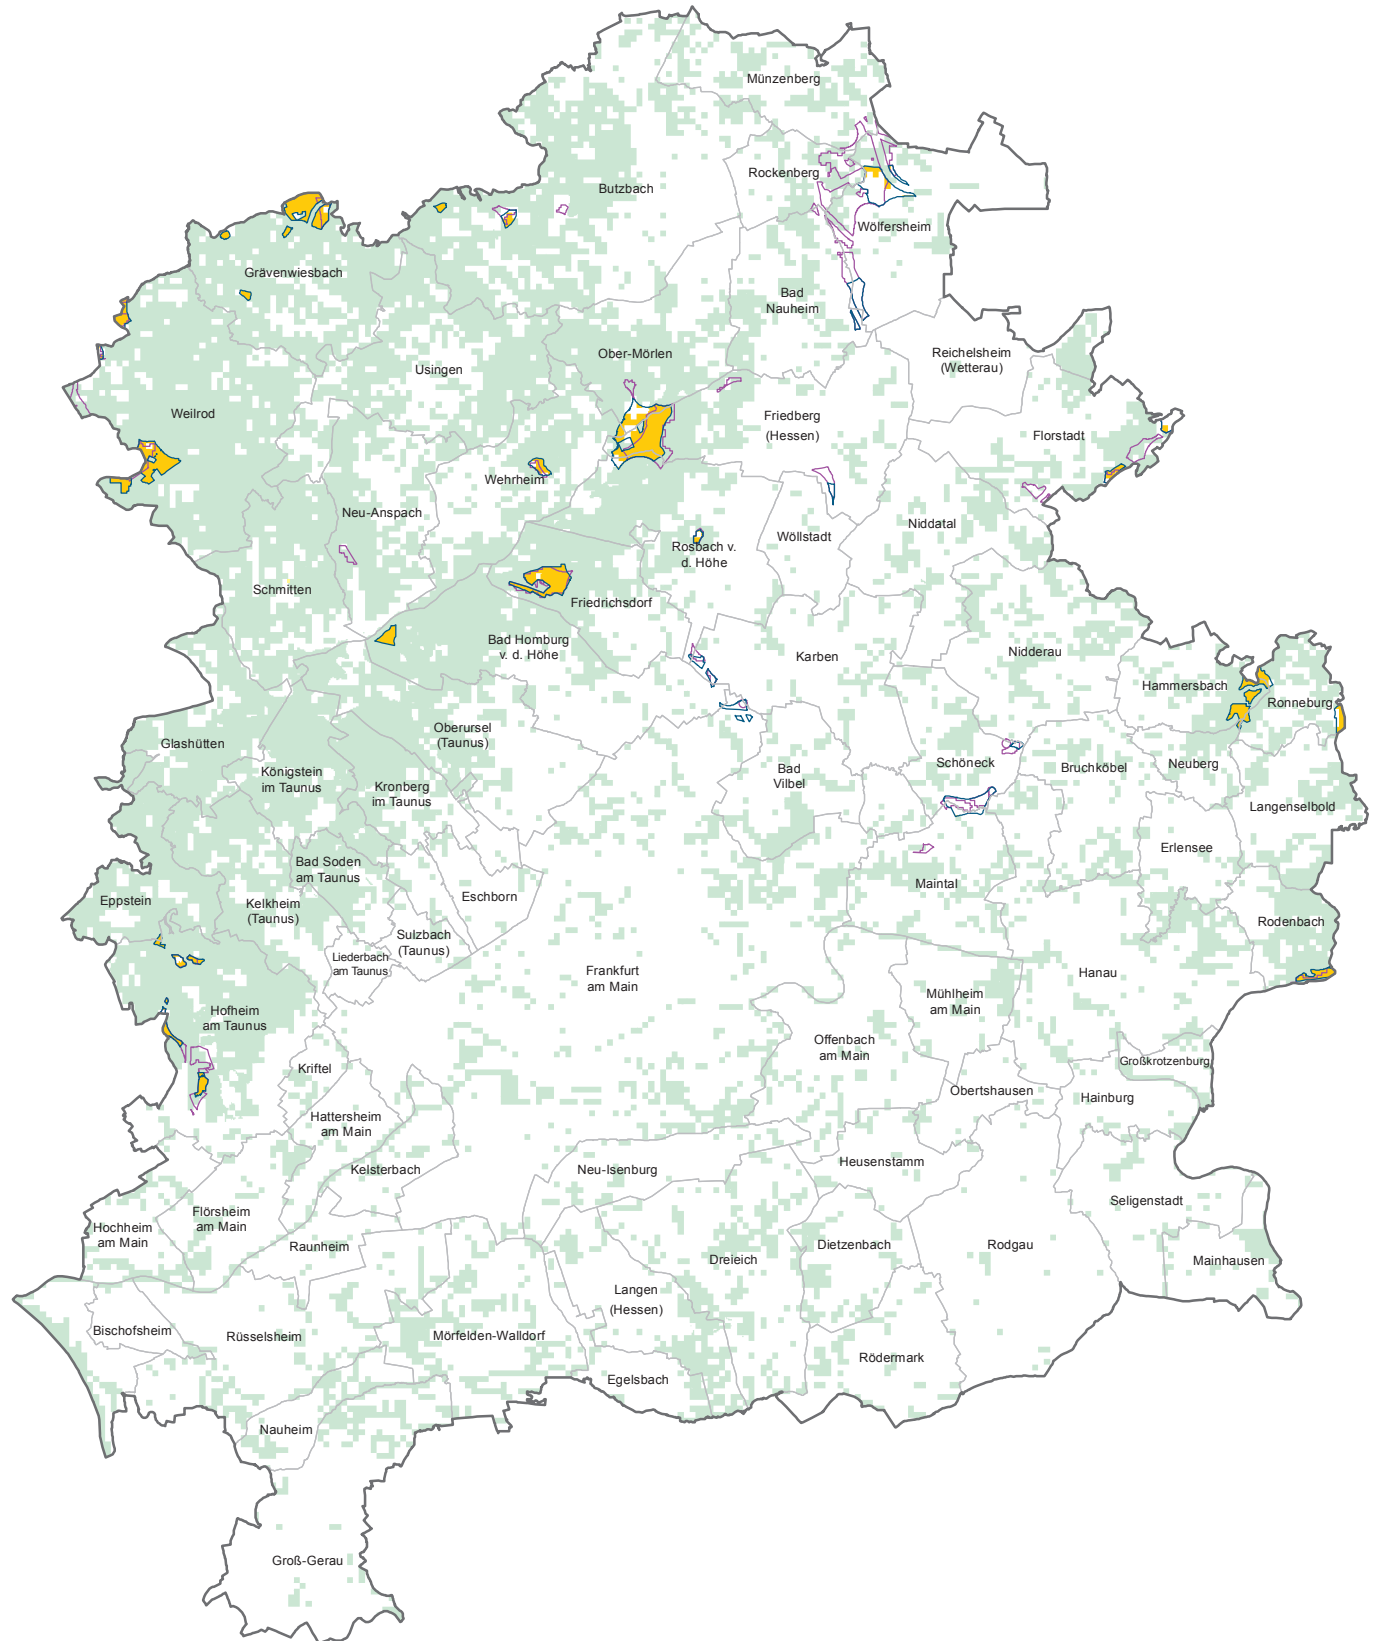 Münzenberg
Rockenberg
Butzbach
Wölfersheim
Grävenwiesbach
Bad
Nauheim
Ober-Mörlen
Reichelsheim
(Wetterau)
Usingen
Weilrod
Friedberg
(Hessen)
Florstadt
Wehrheim
Neu-Anspach
Niddatal
Wöllstadt
Rosbach v.
d. Höhe
Schmitten
Friedrichsdorf
Bad Homburg
v. d. Höhe
Karben
Nidderau
Hammersbach
Ronneburg
Glashütten
Oberursel
(Taunus)
Königstein
im Taunus
Kronberg
im Taunus
Bad
Vilbel
Schöneck
Bruchköbel
Neuberg
Langenselbold
Erlensee
Bad Soden
am Taunus
Maintal
Eppstein
Kelkheim
(Taunus)
Eschborn
Rodenbach
Sulzbach
(Taunus)
Liederbach
am Taunus
Frankfurt
am Main
Hanau
Mühlheim
am Main
Hofheim
am Taunus
Offenbach
am Main
Kriftel
Großkrotzenburg
Obertshausen
Hainburg
Hattersheim
am Main
Kelsterbach
Neu-Isenburg
Heusenstamm
Seligenstadt
Flörsheim
am Main
Hochheim
am Main
Raunheim
Dreieich
Dietzenbach
Rodgau
Mainhausen
Langen
(Hessen)
Bischofsheim
Rüsselsheim
Mörfelden-Walldorf
Rödermark
Egelsbach
Nauheim
Groß-Gerau